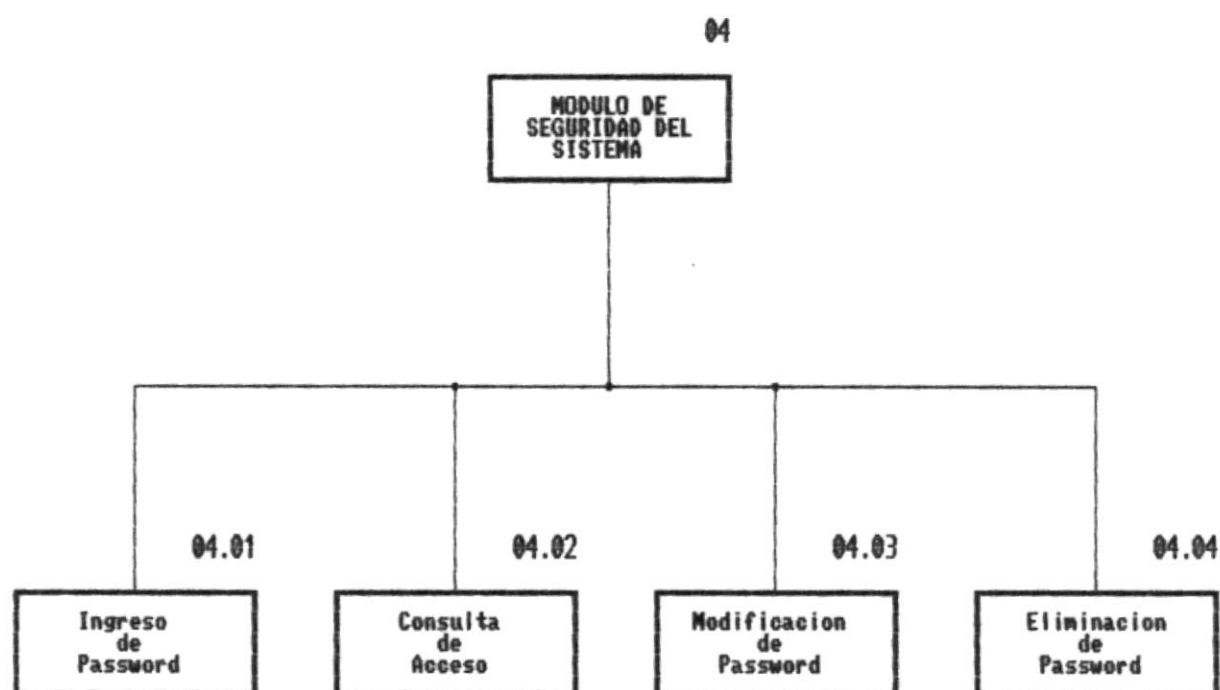 04
MODULO DE
SEGURIDAD DEL
SISTEMA
04.01
04.02
04.03
04.04
Ingreso
de
Password
Consulta
de
Acceso
Modificacion
de
Password
Eliminacion
de
Password